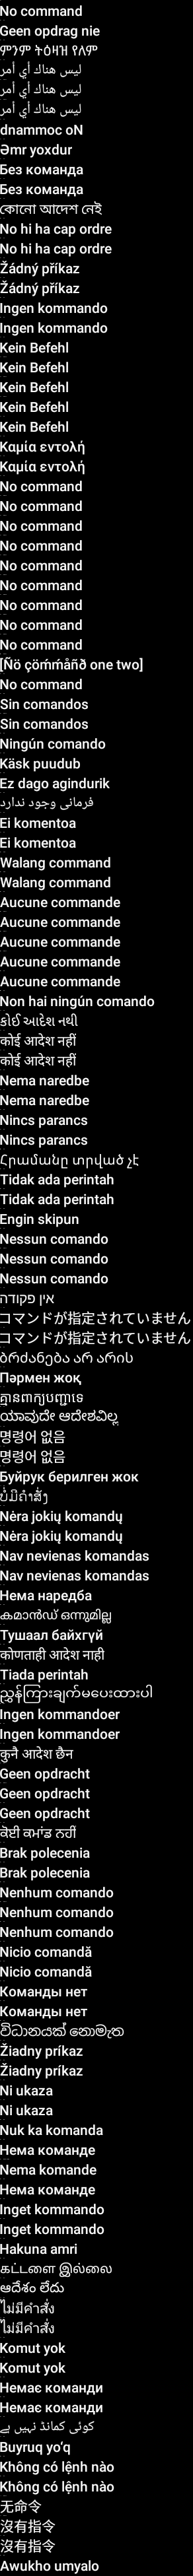 No command
Geen opdrag nie
ምንም ትዕዛዝ የለም
ليس هناك أي أمر
ليس هناك أي أمر
ليس هناك أي أمر
dnammoc oN
Əmr yoxdur
Без команда
Без команда
কোনো আদেশ নেই
No hi ha cap ordre
No hi ha cap ordre
Žádný příkaz
Žádný příkaz
Ingen kommando
Ingen kommando
Kein Befehl
Kein Befehl
Kein Befehl
Kein Befehl
Kein Befehl
Καμία εντολή
Καμία εντολή
No command
No command
No command
No command
No command
No command
No command
No command
No command
[Ñö çöḿḿåñð one two]
No command
Sin comandos
Sin comandos
Ningún comando
Käsk puudub
Ez dago agindurik
فرمانی وجود ندارد
Ei komentoa
Ei komentoa
Walang command
Walang command
Aucune commande
Aucune commande
Aucune commande
Aucune commande
Aucune commande
Non hai ningún comando
કોઈ આદેશ નથી
कोई आदेश नहीं
कोई आदेश नहीं
Nema naredbe
Nema naredbe
Nincs parancs
Nincs parancs
Հրամանը տրված չէ
Tidak ada perintah
Tidak ada perintah
Engin skipun
Nessun comando
Nessun comando
Nessun comando
אין פקודה
コマンドが指定されていません
コマンドが指定されていません
ბრძანება არ არის
Пәрмен жоқ
គ្មានពាក្យបញ្ជាទេ
ಯಾವುದೇ ಆದೇಶವಿಲ್ಲ
명령어 없음
명령어 없음
Буйрук берилген жок
ບໍ່ມີຄຳສັ່ງ
Nėra jokių komandų
Nėra jokių komandų
Nav nevienas komandas
Nav nevienas komandas
Нема наредба
കമാൻഡ് ഒന്നുമില്ല
Тушаал байхгүй
कोणताही आदेश नाही
Tiada perintah
ညွှန်ကြားချက်မပေးထားပါ
Ingen kommandoer
Ingen kommandoer
कुनै आदेश छैन
Geen opdracht
Geen opdracht
Geen opdracht
ਕੋਈ ਕਮਾਂਡ ਨਹੀਂ
Brak polecenia
Brak polecenia
Nenhum comando
Nenhum comando
Nenhum comando
Nicio comandă
Nicio comandă
Команды нет
Команды нет
විධානයක් නොමැත
Žiadny príkaz
Žiadny príkaz
Ni ukaza
Ni ukaza
Nuk ka komanda
Нема команде
Nema komande
Нема команде
Inget kommando
Inget kommando
Hakuna amri
கட்டளை இல்லை
ఆదేశం లేదు
ไม่มีคำสั่ง
ไม่มีคำสั่ง
Komut yok
Komut yok
Немає команди
Немає команди
کوئی کمانڈ نہیں ہے
Buyruq yo‘q
Không có lệnh nào
Không có lệnh nào
无命令
沒有指令
沒有指令
Awukho umyalo